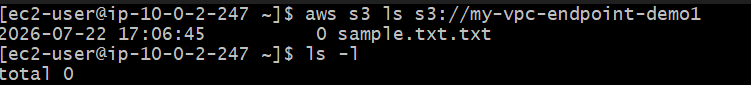 [ec2-user@ip-10-0-2-247 ~]$ aws s3 ls s3://my-vpc-endpoint-demo1
2026-07-22 17:06:45          0 sample.txt.txt
[ec2-user@ip-10-0-2-247 ~]$ ls -l
total 0